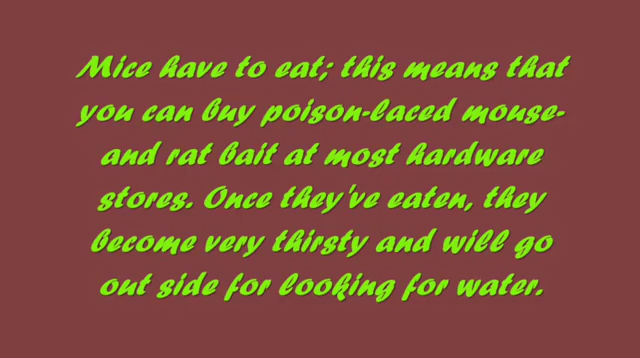 Mice have to eat; this means that
you can buy poison-laced mouse-
and rat bait at most hardware
stores. Once they've eaten, they
become very thirsty and will go
out side for looking for water.